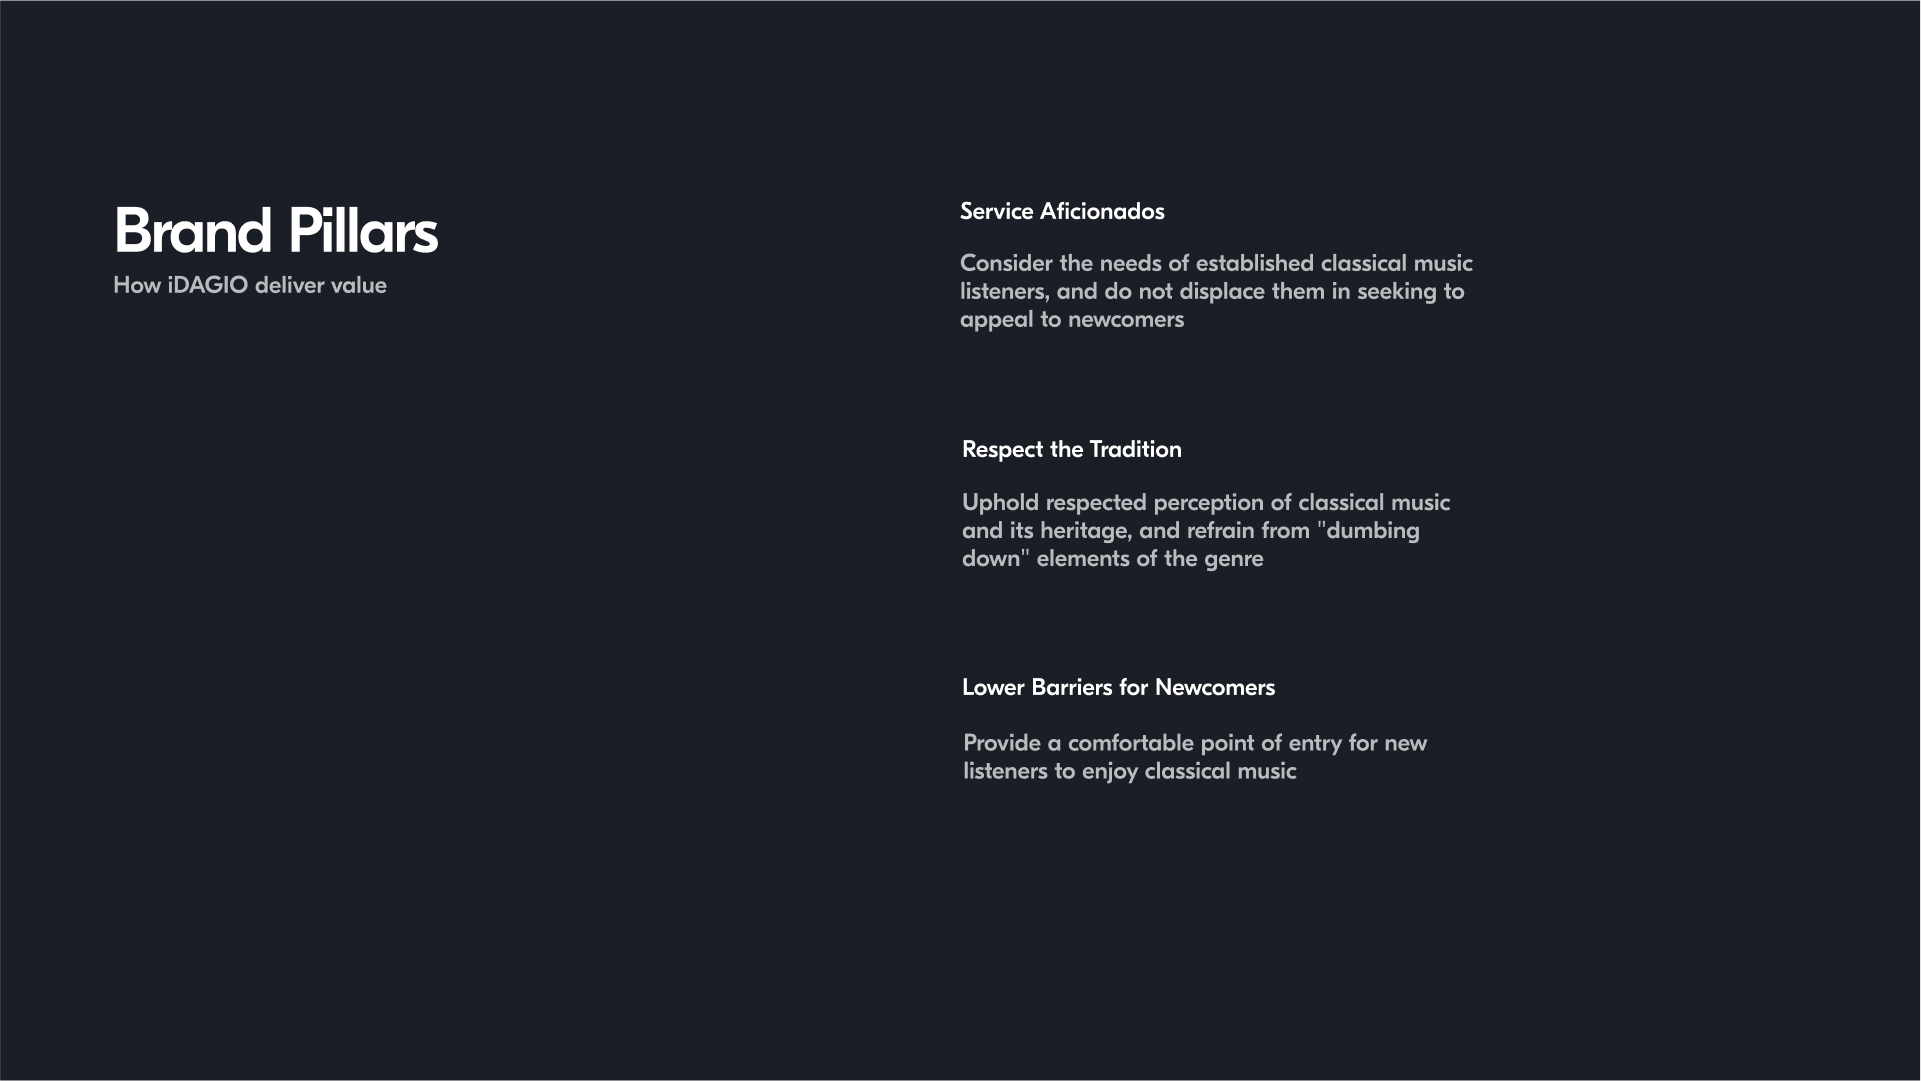 Brand Pillars
How iDAGIO deliver value
Service Aficionados
Consider the needs of established classical music
listeners, and do not displace them in seeking to
appeal to newcomers
Respect the Tradition
Uphold respected perception of classical music
and its heritage, and refrain from "dumbing
down" elements of the genre
Lower Barriers for Newcomers
Provide a comfortable point of entry for new
listeners to enjoy classical music